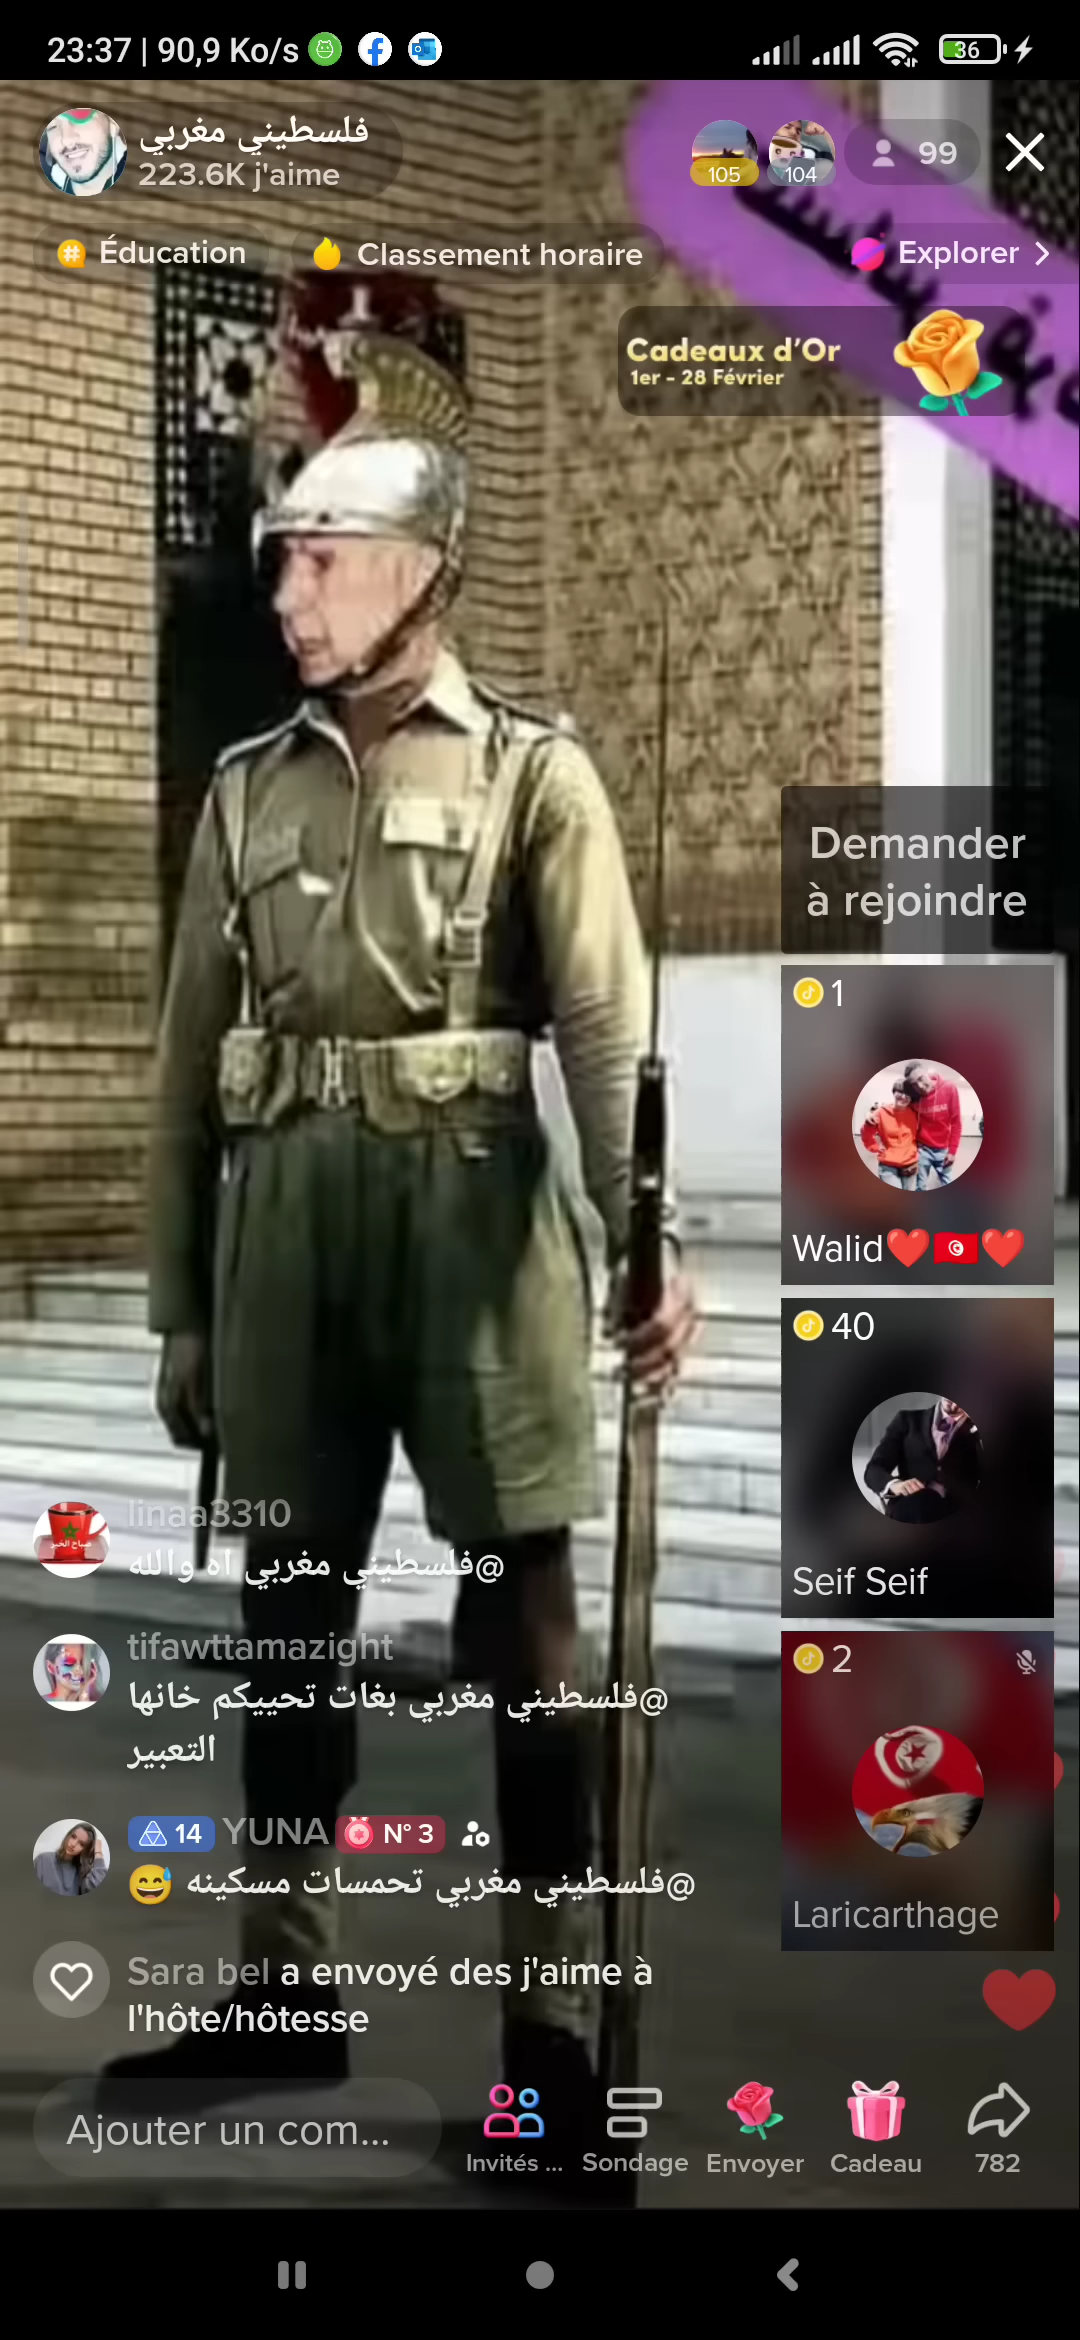 23:37 | 90,9 Ko/s
36
فلسطيني مغربي
223.6K j'aime
105
104
99
Éducation
Classement horaire
Explorer
Cadeaux d'Or
1er - 28 Février
Demander
à rejoindre
1
Walid❤️🇹🇳❤️
40
Seif Seif
2
Laricarthage
linaa3310
@فلسطيني مغربي اه والله
صباح الخير
tifawttamazight
@فلسطيني مغربي بغات تحييكم خانها
التعبير
14 YUNA N° 3
@فلسطيني مغربي تحمسات مسكينه 😅
Sara bel a envoyé des j'aime à
l'hôte/hôtesse
Ajouter un com...
Invités ...
Sondage
Envoyer
Cadeau
782